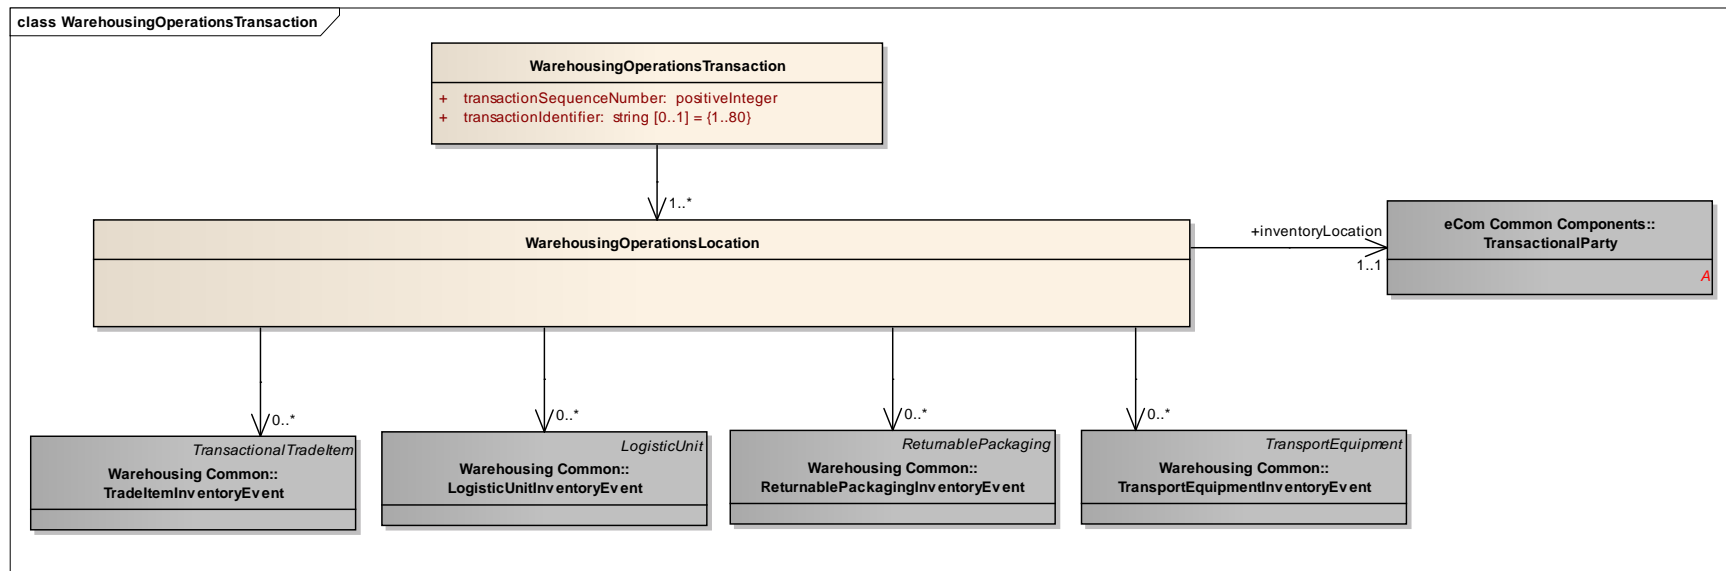 class WarehousingOperationsTransaction
WarehousingOperationsTransaction
+ transactionSequenceNumber: positiveInteger
+ transactionIdentifier: string [0..1] = {1..80}
1..*
WarehousingOperationsLocation
+inventoryLocation
1..1
eCom Common Components::
TransactionalParty
A
0..*
0..*
0..*
0..*
TransactionalTradeItem
Warehousing Common::
TradeItemInventoryEvent
LogisticUnit
Warehousing Common::
LogisticUnitInventoryEvent
ReturnablePackaging
Warehousing Common::
ReturnablePackagingInventoryEvent
TransportEquipment
Warehousing Common::
TransportEquipmentInventoryEvent